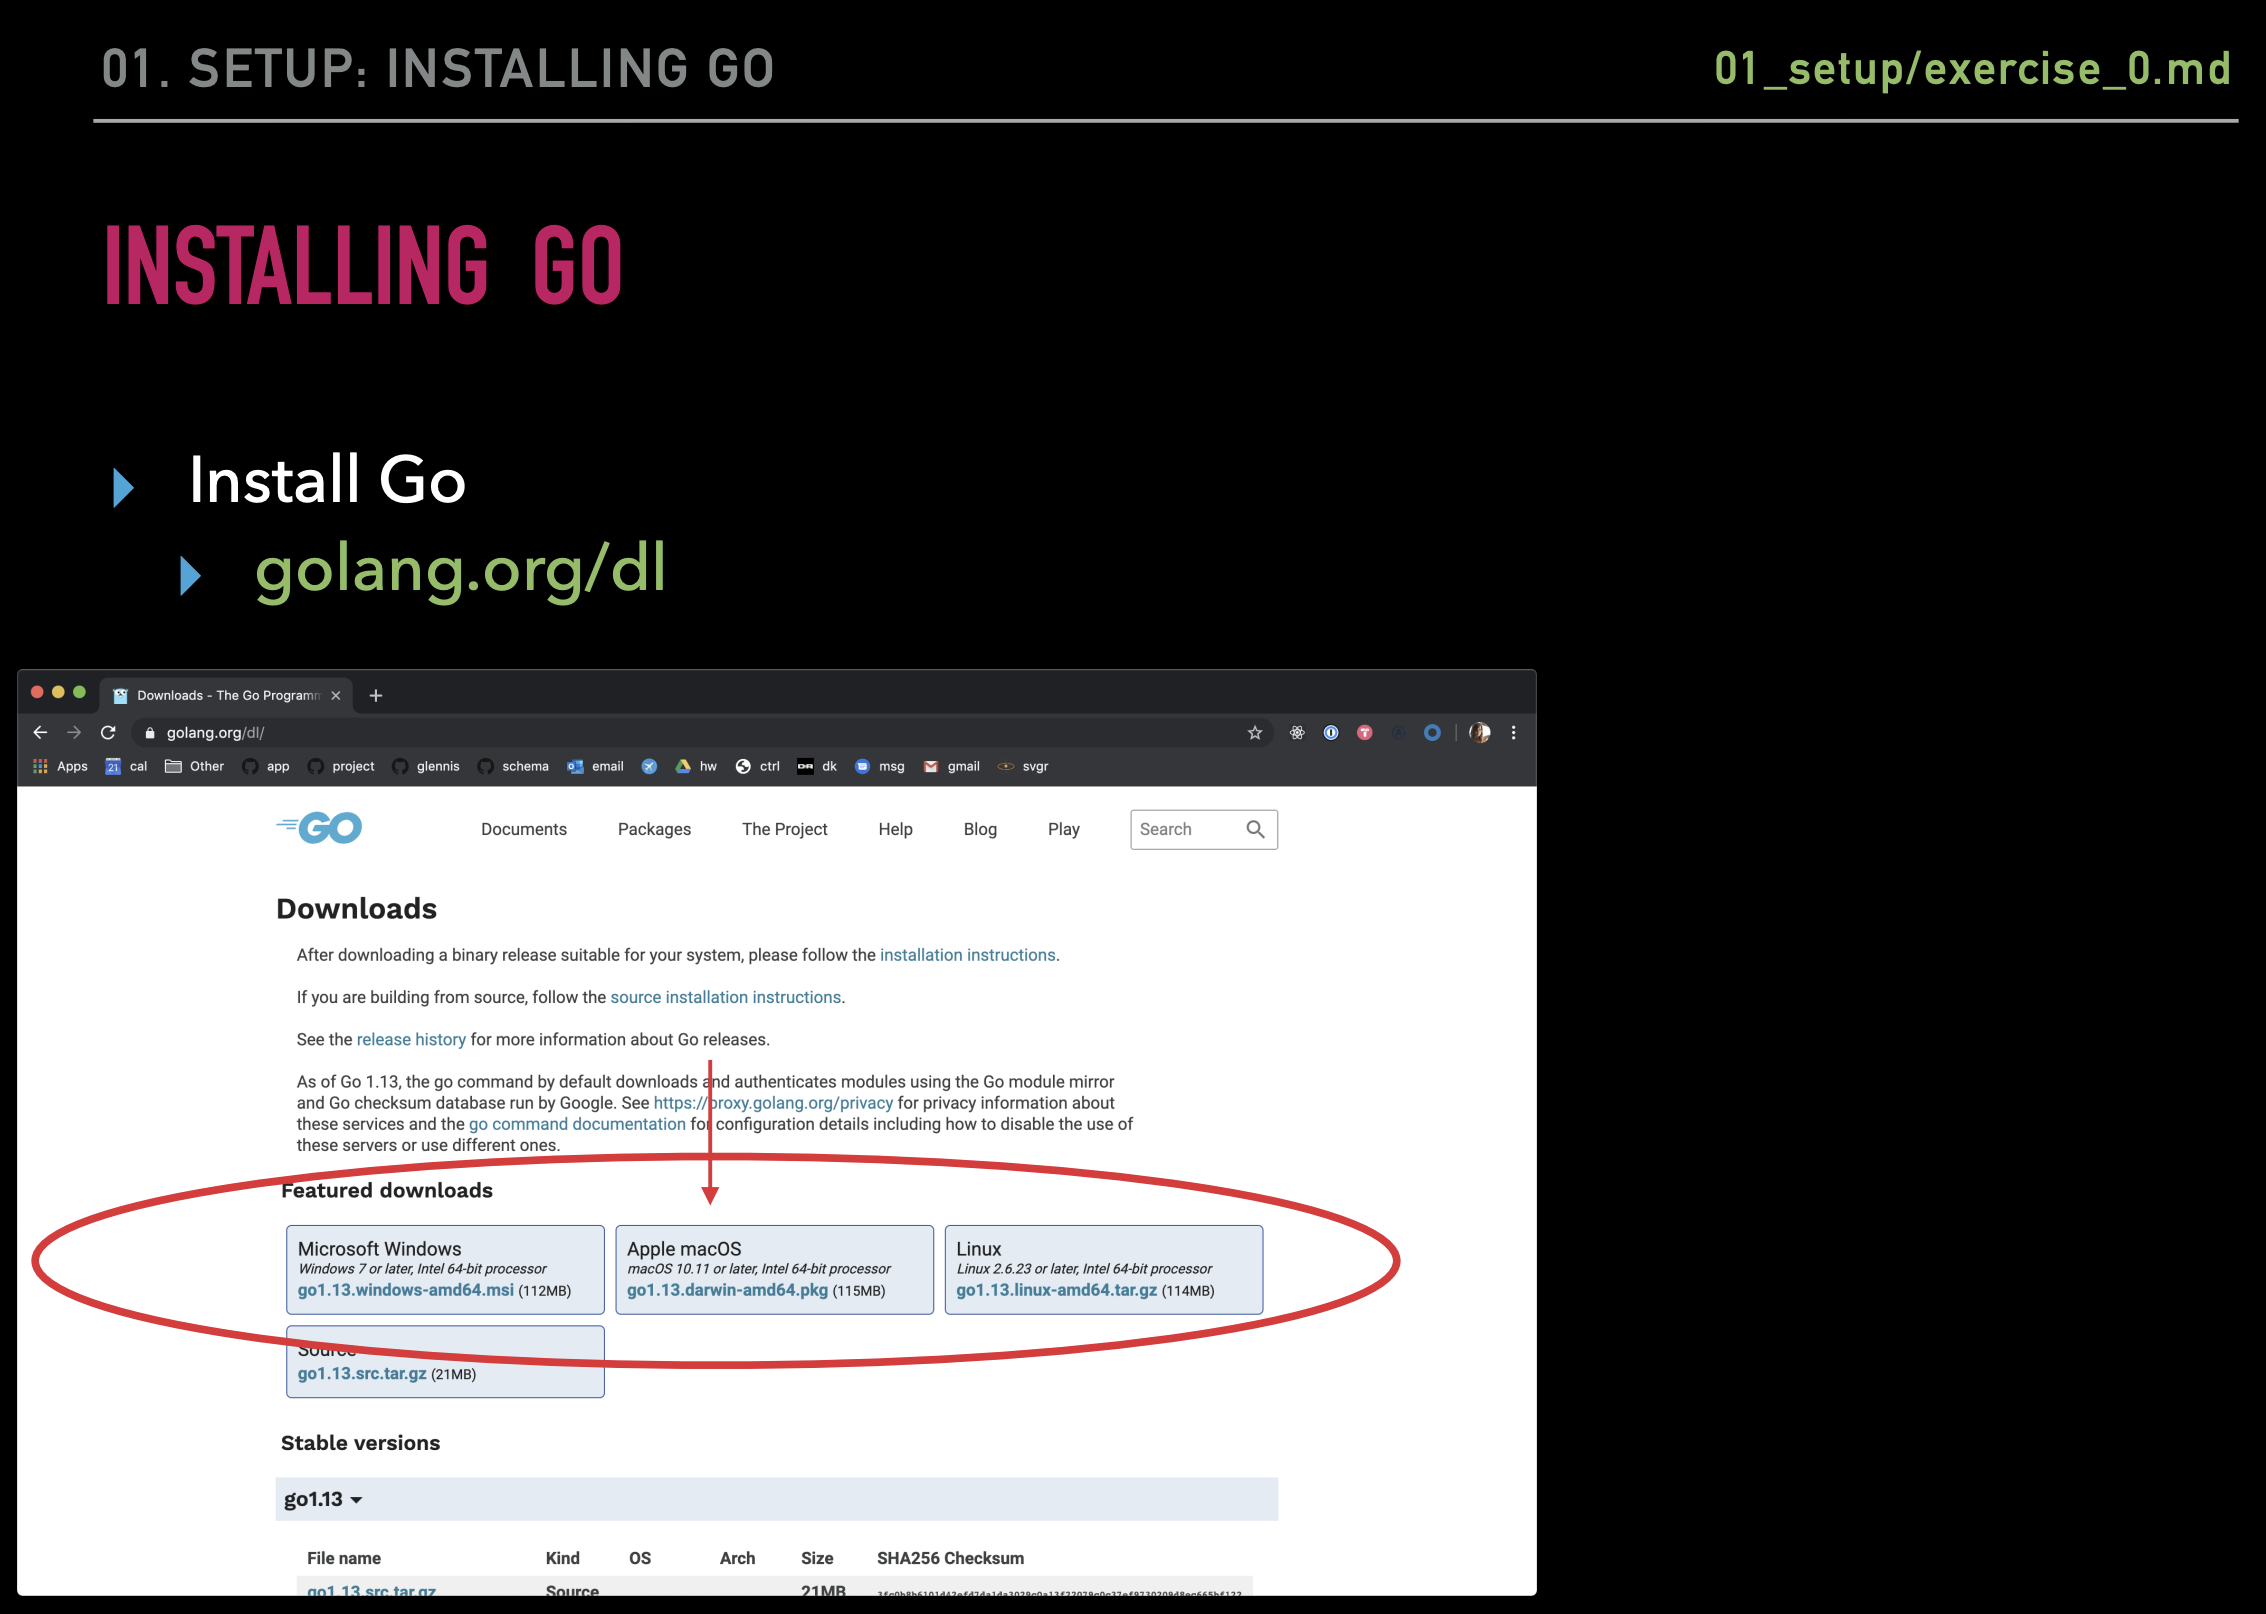 01. SETUP: INSTALLING GO
01_setup/exercise_0.md
INSTALLING GO
Install Go
golang.org/dl
Downloads - The Go Programm
golang.org/dl/
Apps 21 cal Other app project glennis schema email hw ctrl dk msg gmail svgr
GO Documents Packages The Project Help Blog Play Search
Downloads
After downloading a binary release suitable for your system, please follow the installation instructions.
If you are building from source, follow the source installation instructions.
See the release history for more information about Go releases.
As of Go 1.13, the go command by default downloads and authenticates modules using the Go module mirror
and Go checksum database run by Google. See https://proxy.golang.org/privacy for privacy information about
these services and the go command documentation for configuration details including how to disable the use of
these servers or use different ones.
Featured downloads
Microsoft Windows
Windows 7 or later, Intel 64-bit processor
go1.13.windows-amd64.msi (112MB)
Apple macOS
macOS 10.11 or later, Intel 64-bit processor
go1.13.darwin-amd64.pkg (115MB)
Linux
Linux 2.6.23 or later, Intel 64-bit processor
go1.13.linux-amd64.tar.gz (114MB)
Source
go1.13.src.tar.gz (21MB)
Stable versions
go1.13
File name Kind OS Arch Size SHA256 Checksum
go1.13.src.tar.gz Source 21MB